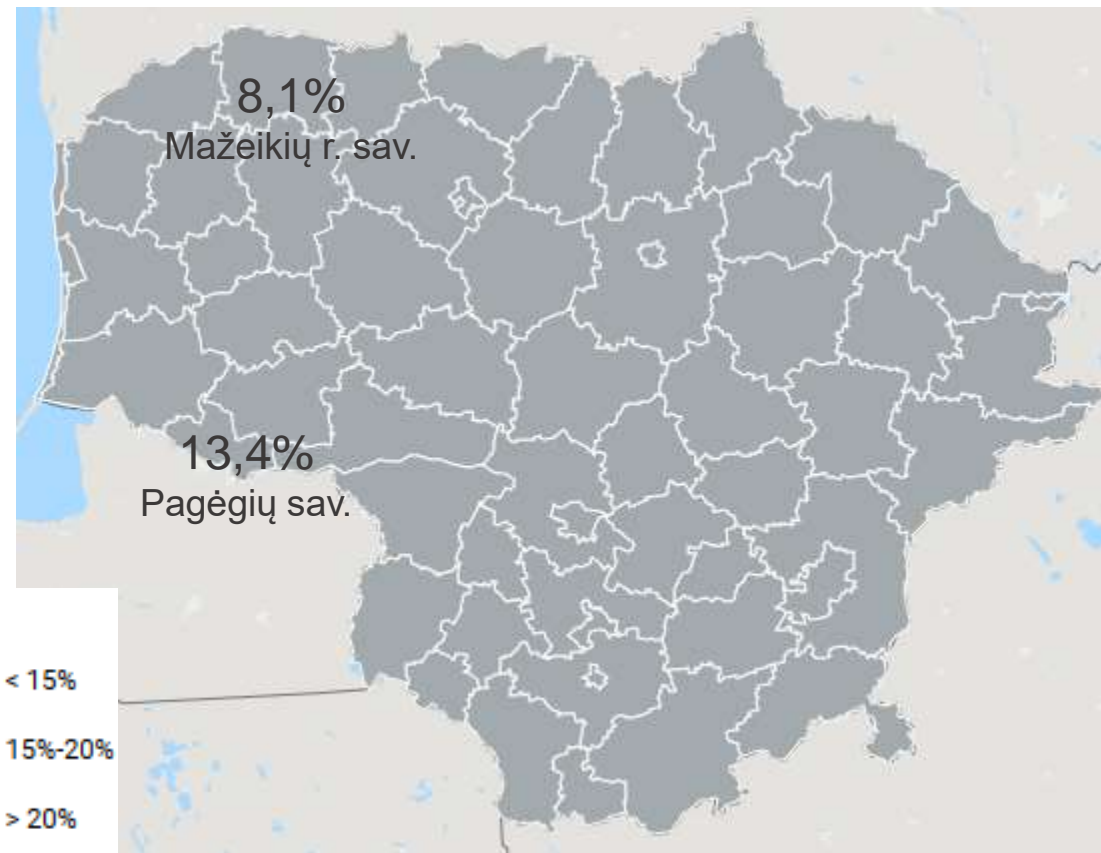 8,1%
Mažeikių r. sav.
13,4%
Pagėgių sav.
< 15%
15%-20%
> 20%